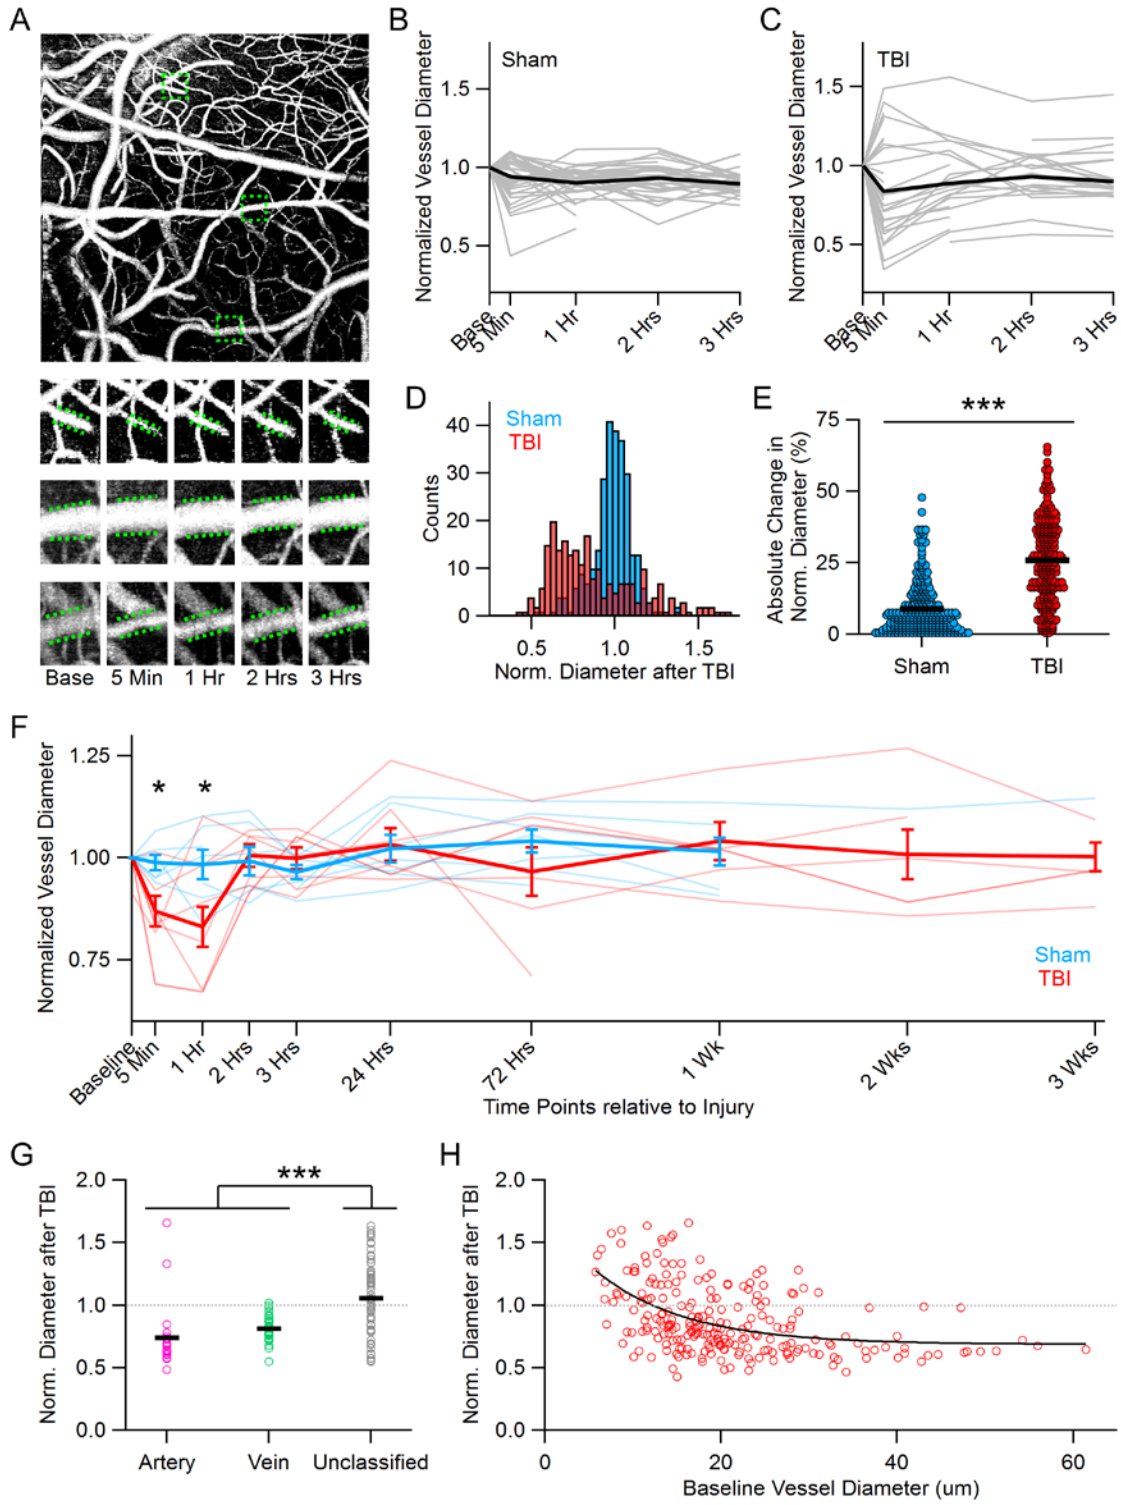 A
B
C
Normalized Vessel Diameter
1.5
1.0
0.5
Sham
Base
5 Min
1 Hr
2 Hrs
3 Hrs
Normalized Vessel Diameter
1.5
1.0
0.5
TBI
Base
5 Min
1 Hr
2 Hrs
3 Hrs
Base 5 Min 1 Hr 2 Hrs 3 Hrs
D
Sham
TBI
Counts
40
30
20
10
0
0.5 1.0 1.5
Norm. Diameter after TBI
E
***
Absolute Change in
Norm. Diameter (%)
75
50
25
0
Sham TBI
F
Normalized Vessel Diameter
1.25
1.00
0.75
* *
Sham
TBI
Baseline
5 Min
1 Hr
2 Hrs
3 Hrs
24 Hrs
72 Hrs
1 Wk
2 Wks
3 Wks
Time Points relative to Injury
G
Norm. Diameter after TBI
2.0
1.5
1.0
0.5
0.0
***
Artery Vein Unclassified
H
Norm. Diameter after TBI
2.0
1.5
1.0
0.5
0.0
0 20 40 60
Baseline Vessel Diameter (um)